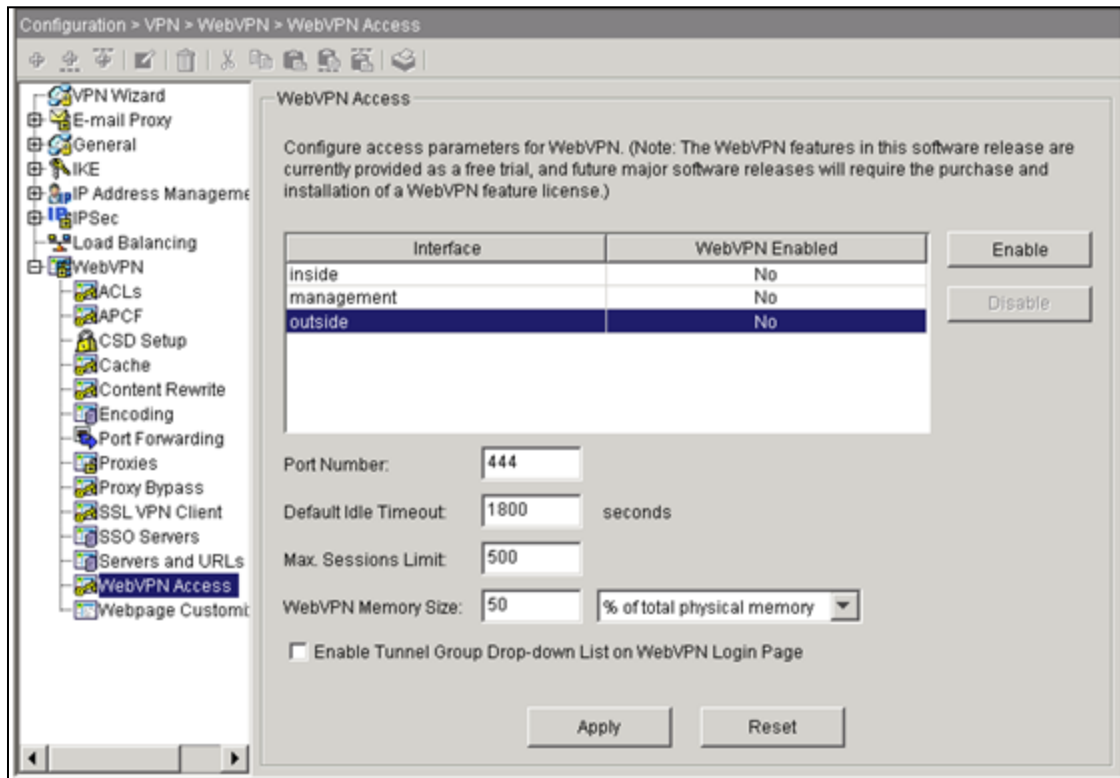 Configuration > VPN > WebVPN > WebVPN Access
VPN Wizard
E-mail Proxy
General
IKE
IP Address Manageme
IPSec
Load Balancing
WebVPN
ACLs
APCF
CSD Setup
Cache
Content Rewrite
Encoding
Port Forwarding
Proxies
Proxy Bypass
SSL VPN Client
SSO Servers
Servers and URLs
WebVPN Access
Webpage Customi
WebVPN Access
Configure access parameters for WebVPN. (Note: The WebVPN features in this software release are
currently provided as a free trial, and future major software releases will require the purchase and
installation of a WebVPN feature license.)
Interface WebVPN Enabled
inside No
management No
outside No
Enable
Disable
Port Number: 444
Default Idle Timeout: 1800 seconds
Max. Sessions Limit: 500
WebVPN Memory Size: 50 % of total physical memory
Enable Tunnel Group Drop-down List on WebVPN Login Page
Apply Reset